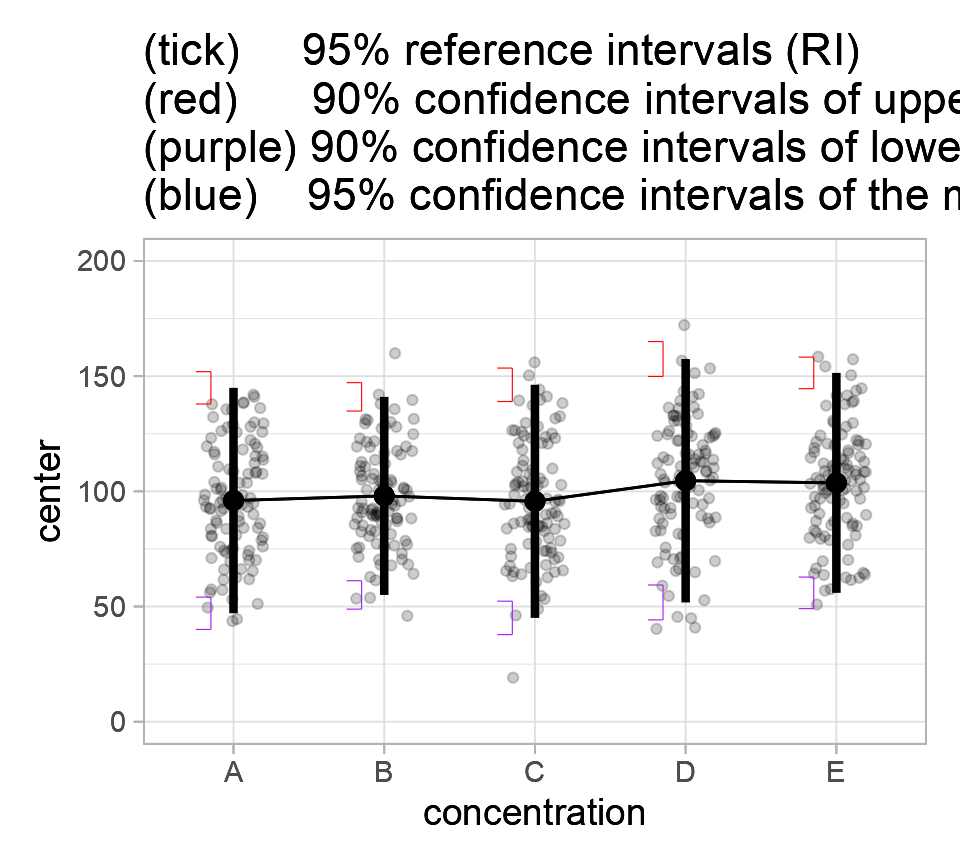 (tick) 95% reference intervals (RI)
(red) 90% confidence intervals of uppe
(purple) 90% confidence intervals of lowe
(blue) 95% confidence intervals of the
200
150
100
50
0
center
A B C D E
concentration